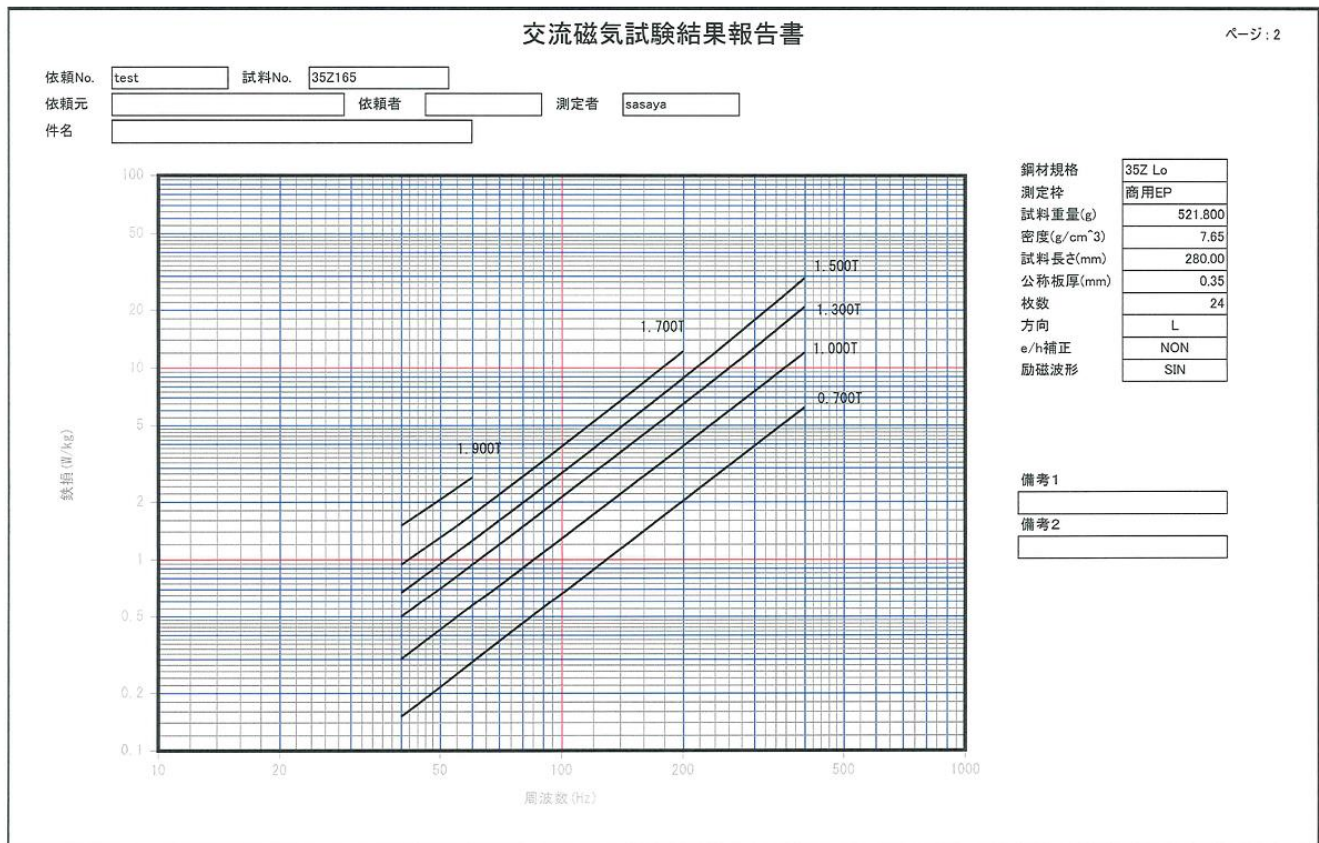 交流磁気試験結果報告書
ページ : 2
依頼No. test 試料No. 35Z165
依頼元 依頼者 測定者 sasaya
件名
鋼材規格 35Z Lo
測定枠 商用EP
試料重量(g) 521.800
密度(g/cm^3) 7.65
試料長さ(mm) 280.00
公称板厚(mm) 0.35
枚数 24
方向 L
e/h補正 NON
励磁波形 SIN
備考1
備考2
100
50
20
10
5
2
1
0.5
0.2
0.1
鉄損(W/kg)
1.500T
1.300T
1.700T
1.000T
0.700T
1.900T
10 20 50 100 200 500 1000
周波数(Hz)